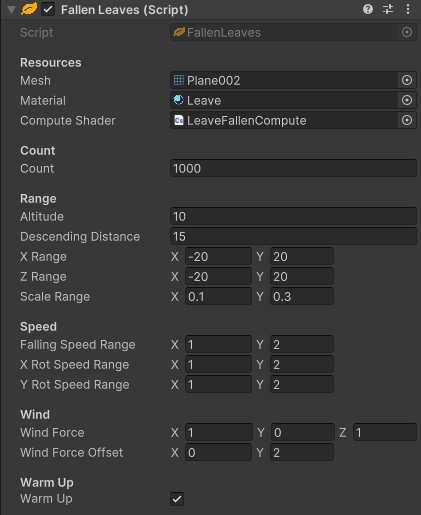 Fallen Leaves (Script)
Script FallenLeaves
Resources
Mesh Plane002
Material Leave
Compute Shader LeaveFallenCompute
Count
Count 1000
Range
Altitude 10
Descending Distance 15
X Range X -20 Y 20
Z Range X -20 Y 20
Scale Range X 0.1 Y 0.3
Speed
Falling Speed Range X 1 Y 2
X Rot Speed Range X 1 Y 2
Y Rot Speed Range X 1 Y 2
Wind
Wind Force X 1 Y 0 Z 1
Wind Force Offset X 0 Y 2
Warm Up
Warm Up